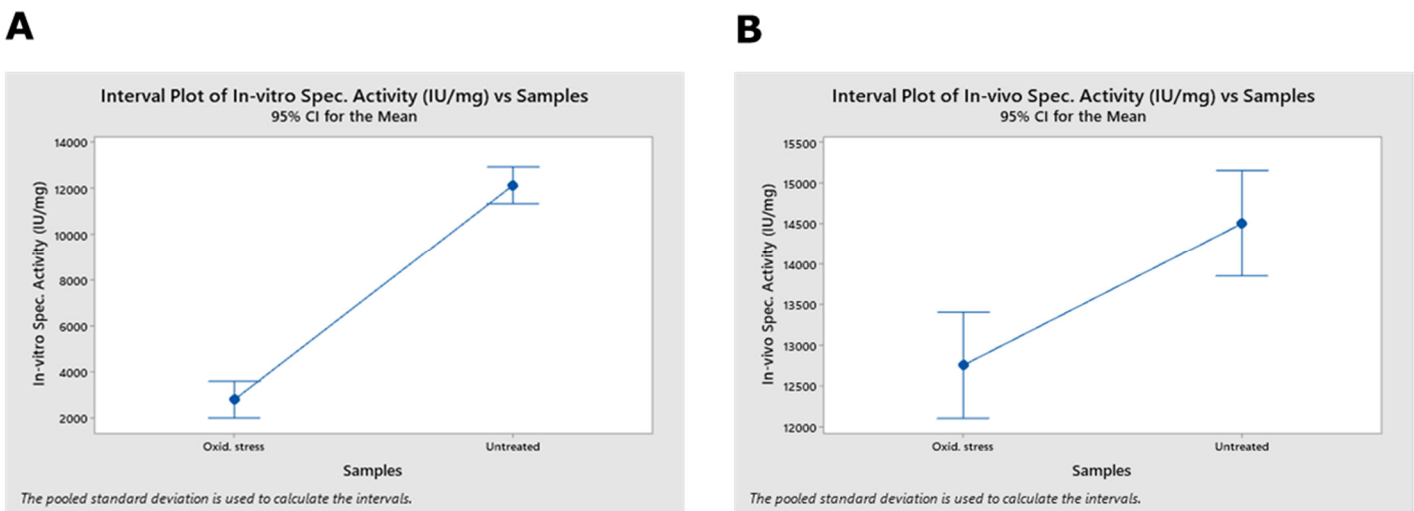 A
Interval Plot of In-vitro Spec. Activity (IU/mg) vs Samples
95% CI for the Mean
In-vitro Spec. Activity (IU/mg)
14000
12000
10000
8000
6000
4000
2000
Oxid. stress
Untreated
Samples
The pooled standard deviation is used to calculate the intervals.
B
Interval Plot of In-vivo Spec. Activity (IU/mg) vs Samples
95% CI for the Mean
In-vivo Spec. Activity (IU/mg)
15500
15000
14500
14000
13500
13000
12500
12000
Oxid. stress
Untreated
Samples
The pooled standard deviation is used to calculate the intervals.